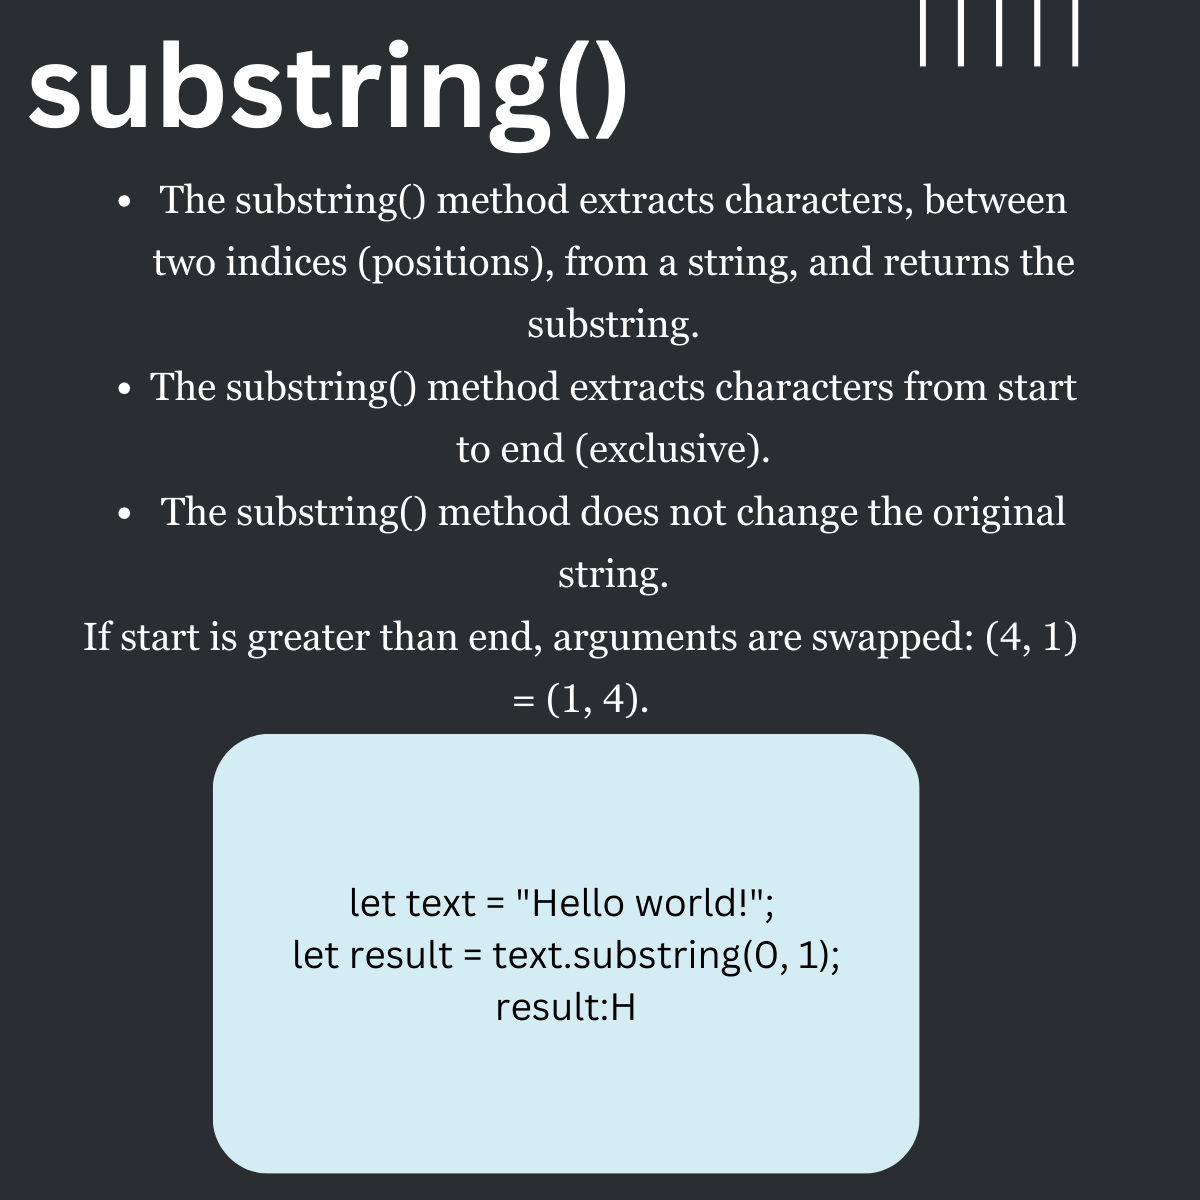 substring()
• The substring() method extracts characters, between
two indices (positions), from a string, and returns the
substring.
• The substring() method extracts characters from start
to end (exclusive).
• The substring() method does not change the original
string.
If start is greater than end, arguments are swapped: (4, 1)
= (1, 4).
let text = "Hello world!";
let result = text.substring(0, 1);
result:H